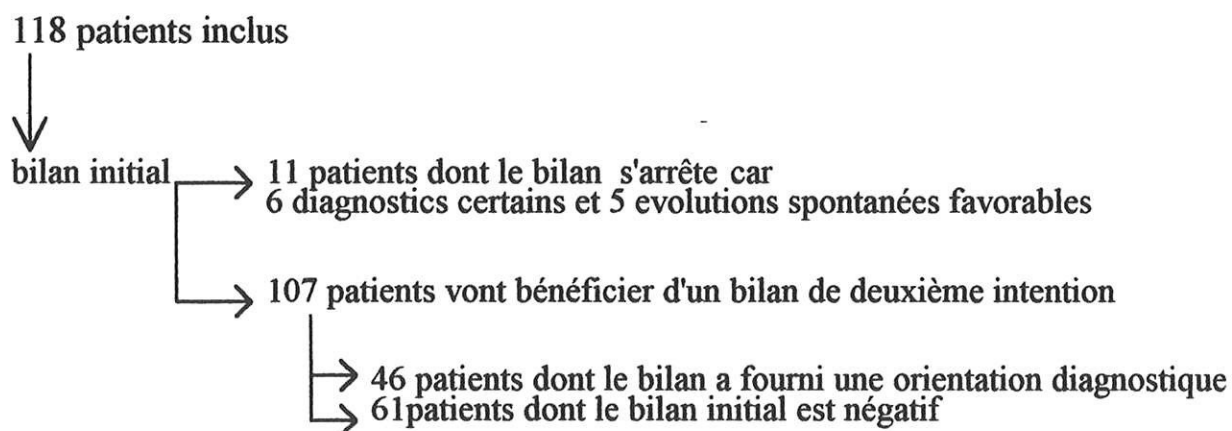 118 patients inclus
bilan initial
11 patients dont le bilan s'arrête car
6 diagnostics certains et 5 evolutions spontanées favorables
107 patients vont bénéficier d'un bilan de deuxième intention
46 patients dont le bilan a fourni une orientation diagnostique
61patients dont le bilan initial est négatif